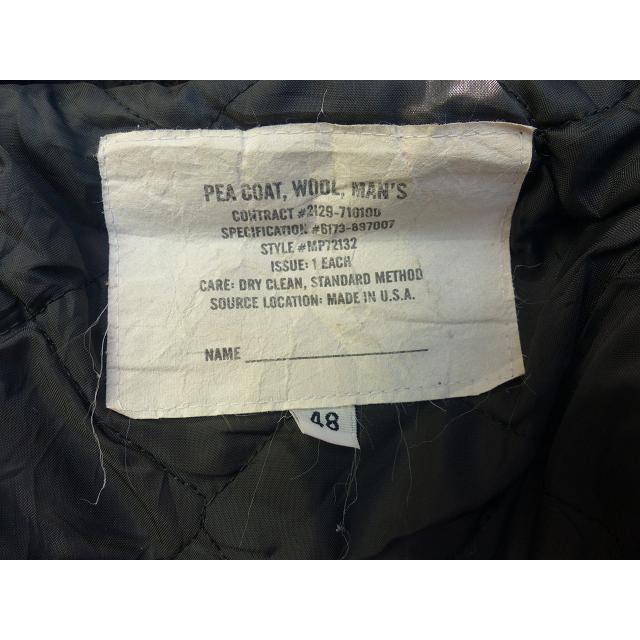 PEA COAT, WOOL, MAN'S
CONTRACT #2129-710100
SPECIFICATION #6173-897007
STYLE #MP72132
ISSUE: 1 EACH
CARE: DRY CLEAN, STANDARD METHOD
SOURCE LOCATION: MADE IN U.S.A.
NAME
48